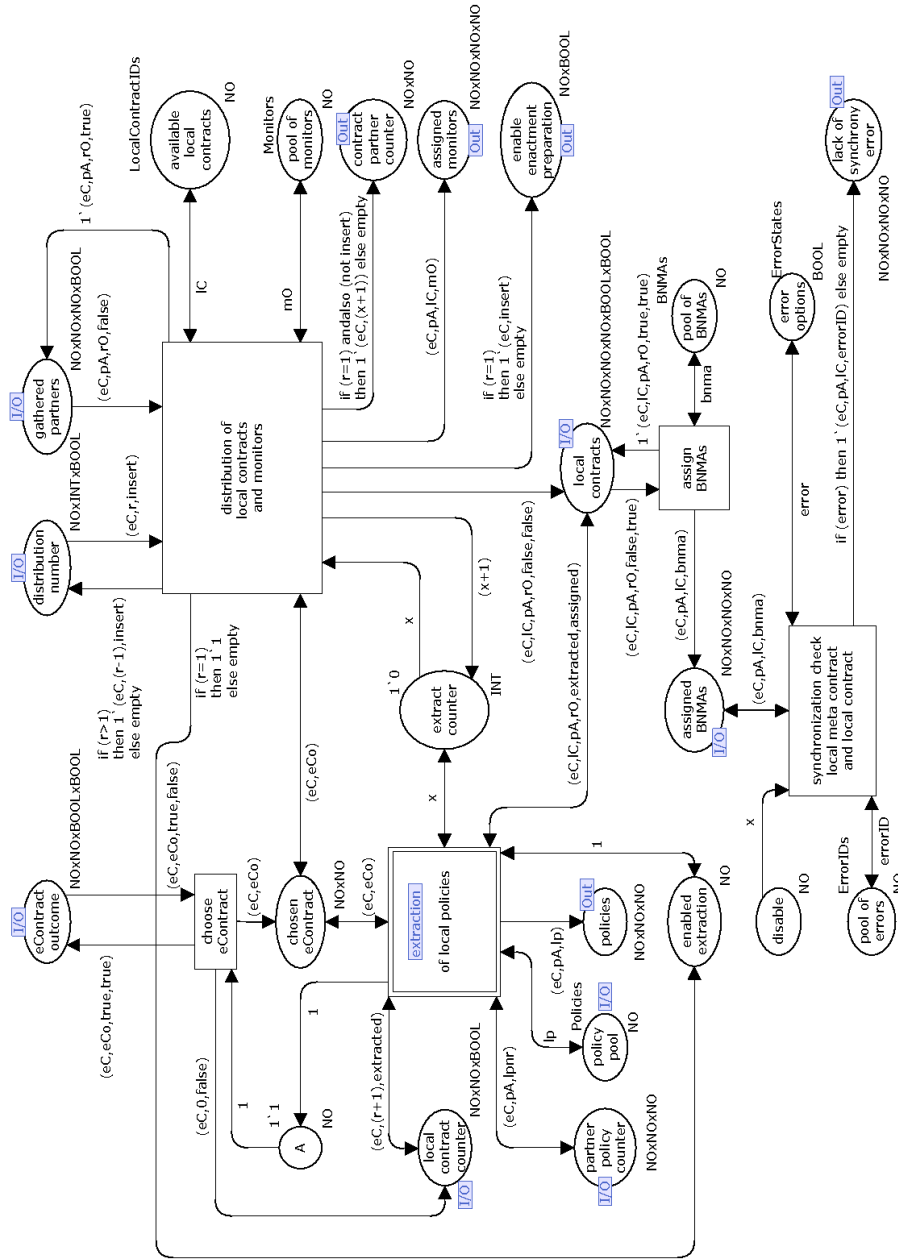 I/O
eContract
outcome
NOxNOxBOOLxBOOL
(eC,eCo,true,true)
(eC,eCo,true,false)
choose
eContract
(eC,0,false)
1
(eC,eCo)
chosen
eContract
NOxNO
(eC,eCo)
(eC,eCo)
A
1`1
NO
1
I/O
local
contract
counter
NOxNOxBOOL
(eC,(r+1),extracted)
extraction
of local policies
(eC,pA,lpnr)
I/O
partner
policy
counter
NOxNOxNO
lp
Policies
I/O
policy
pool
NO
(eC,pA,lp)
Out
policies
NOxNOxNO
1
enabled
extraction
NO
x
1`0
extract
counter
INT
x
(x+1)
if (r>1)
then 1`(eC,(r-1),insert)
else empty
if (r=1)
then 1`1
else empty
I/O
distribution
number
NOxINTxBOOL
(eC,r,insert)
I/O
gathered
partners
NOxNOxNOxBOOL
(eC,pA,rO,false)
1`(eC,pA,rO,true)
distribution of
local contracts
and monitors
LocalContractIDs
available
local
contracts
NO
lC
Monitors
pool of
monitors
NO
mO
Out
contract
partner
counter
NOxNO
if (r=1) andalso (not insert)
then 1`(eC,(x+1)) else empty
assigned
monitors
Out
NOxNOxNOxNO
(eC,pA,lC,mO)
enable
enactment
preparation
Out
NOxBOOL
if (r=1)
then 1`(eC,insert)
else empty
(eC,lC,pA,rO,false,false)
(eC,lC,pA,rO,extracted,assigned)
I/O
local
contracts
NOxNOxNOxNOxBOOLxBOOL
(eC,lC,pA,rO,false,true)
1`(eC,lC,pA,rO,true,true)
assign
BNMAs
BNMAs
pool of
BNMAs
NO
bnma
(eC,pA,lC,bnma)
assigned
BNMAs
I/O
NOxNOxNOxNO
(eC,pA,lC,bnma)
synchronization check
local meta contract
and local contract
disable
NO
x
ErrorIDs
pool of
errors
NO
errorID
error
ErrorStates
error
options
BOOL
if (error) then 1`(eC,pA,lC,errorID) else empty
Out
lack of
synchrony
error
NOxNOxNOxNO